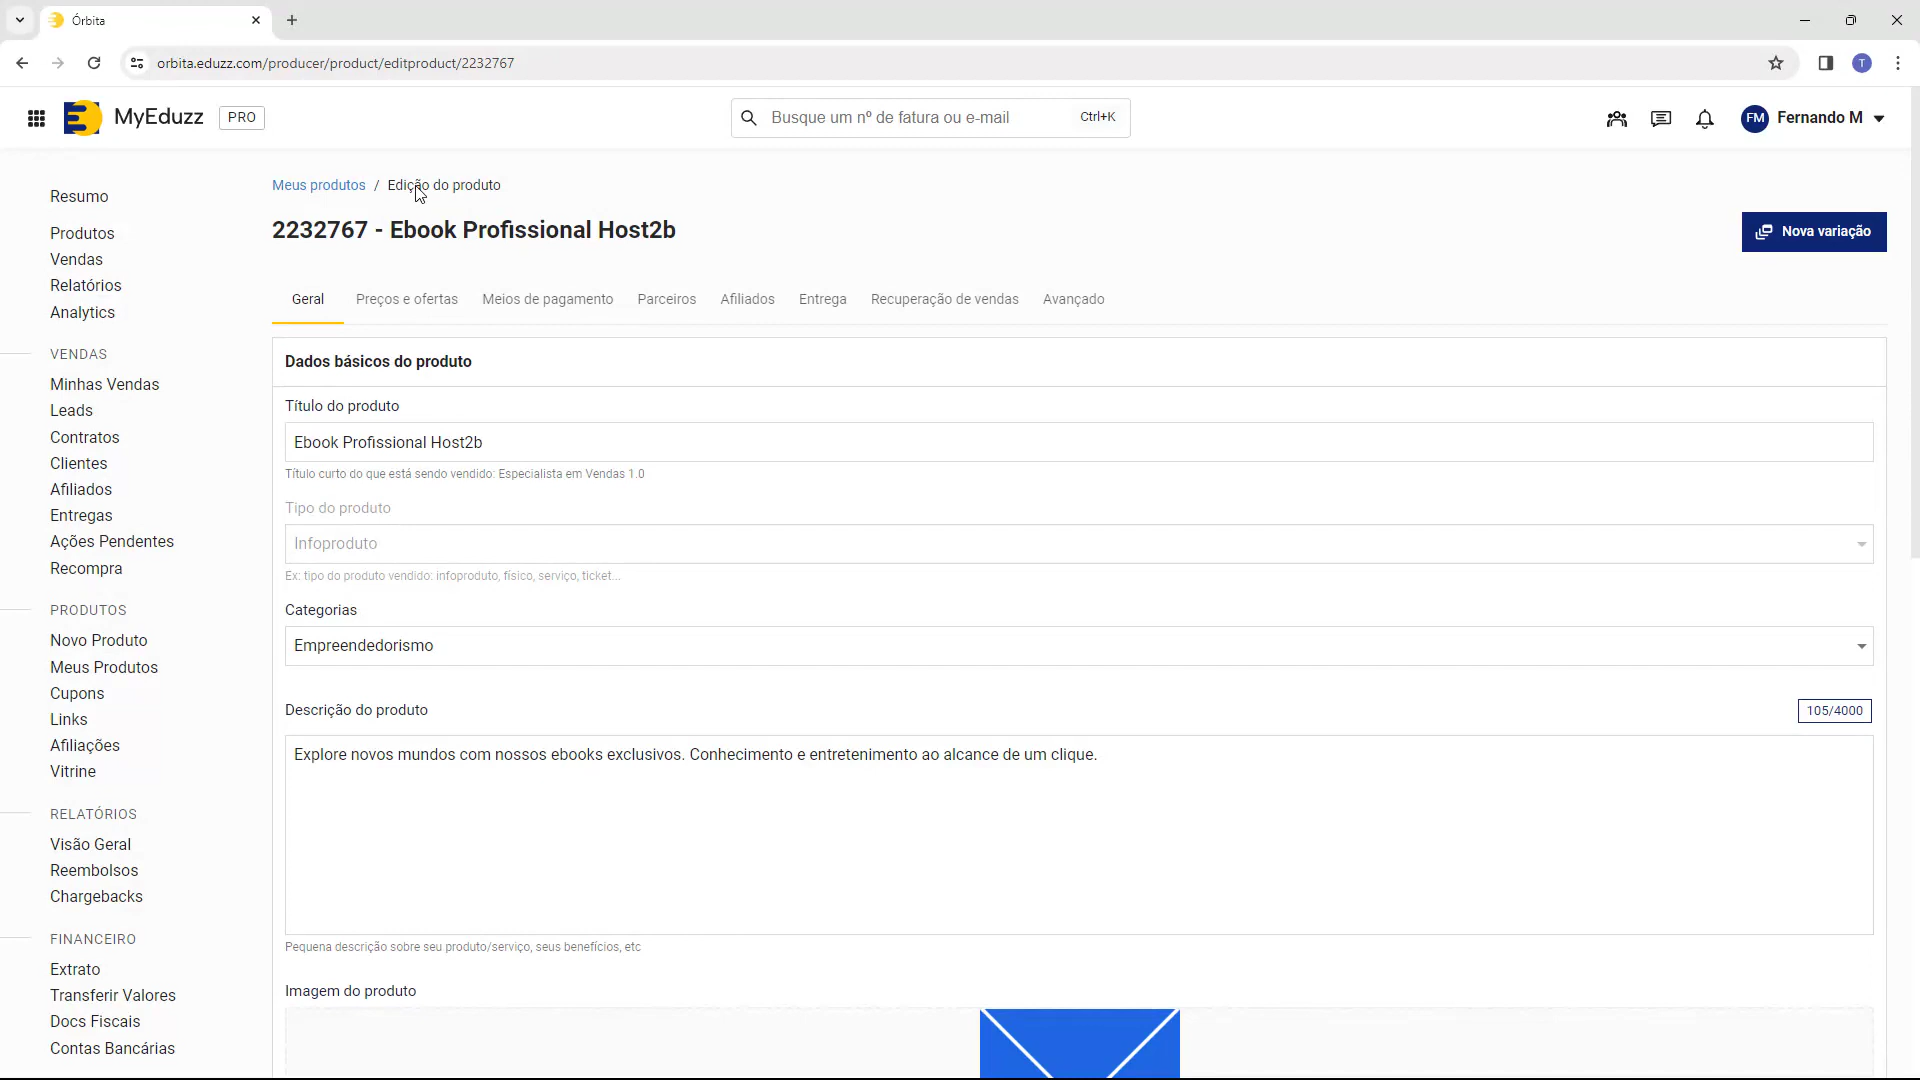 Órbita
orbita.eduzz.com/producer/product/editproduct/2232767
T
MyEduzz
PRO
Busque um nº de fatura ou e-mail
Ctrl+K
FM
Fernando M
Resumo
Produtos
Vendas
Relatórios
Analytics
VENDAS
Minhas Vendas
Leads
Contratos
Clientes
Afiliados
Entregas
Ações Pendentes
Recompra
PRODUTOS
Novo Produto
Meus Produtos
Cupons
Links
Afiliações
Vitrine
RELATÓRIOS
Visão Geral
Reembolsos
Chargebacks
FINANCEIRO
Extrato
Transferir Valores
Docs Fiscais
Contas Bancárias
Meus produtos / Edição do produto
2232767 - Ebook Profissional Host2b
Nova variação
Geral
Preços e ofertas
Meios de pagamento
Parceiros
Afiliados
Entrega
Recuperação de vendas
Avançado
Dados básicos do produto
Título do produto
Ebook Profissional Host2b
Título curto do que está sendo vendido: Especialista em Vendas 1.0
Tipo do produto
Infoproduto
Ex: tipo do produto vendido: infoproduto, físico, serviço, ticket...
Categorias
Empreendedorismo
Descrição do produto
105/4000
Explore novos mundos com nossos ebooks exclusivos. Conhecimento e entretenimento ao alcance de um clique.
Pequena descrição sobre seu produto/serviço, seus benefícios, etc
Imagem do produto